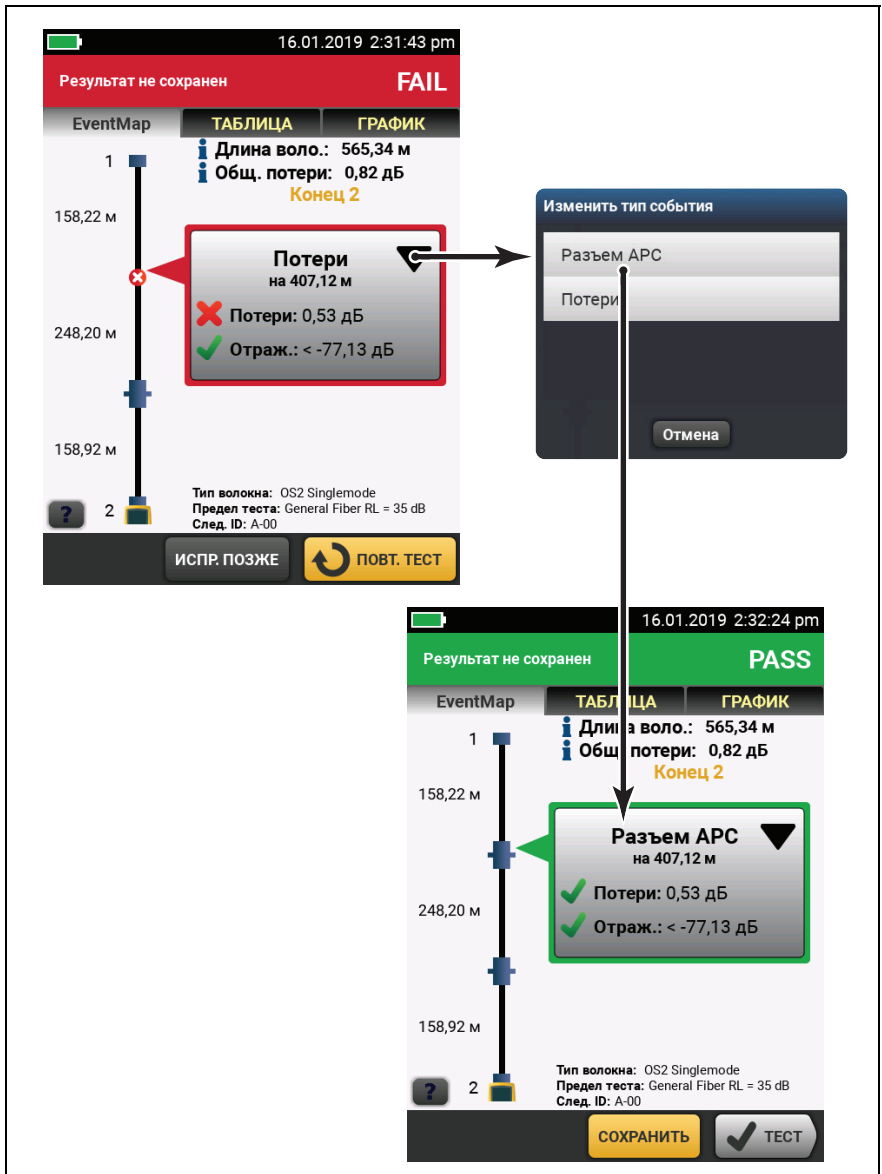 16.01.2019 2:31:43 pm
Результат не сохранен FAIL
EventMap ТАБЛИЦА ГРАФИК
1
Длина воло.: 565,34 м
Общ. потери: 0,82 дБ
Конец 2
158,22 м
Потери
на 407,12 м
Потери: 0,53 дБ
Отраж.: < -77,13 дБ
248,20 м
158,92 м
Тип волокна: OS2 Singlemode
Предел теста: General Fiber RL = 35 dB
След. ID: A-00
? 2
ИСПР. ПОЗЖЕ ПОВТ. ТЕСТ
Изменить тип события
Разъем APC
Потери
Отмена
16.01.2019 2:32:24 pm
Результат не сохранен PASS
EventMap ТАБЛИЦА ГРАФИК
1
Длина воло.: 565,34 м
Общ. потери: 0,82 дБ
Конец 2
158,22 м
Разъем APC
на 407,12 м
Потери: 0,53 дБ
Отраж.: < -77,13 дБ
248,20 м
158,92 м
Тип волокна: OS2 Singlemode
Предел теста: General Fiber RL = 35 dB
След. ID: A-00
? 2
СОХРАНИТЬ ТЕСТ